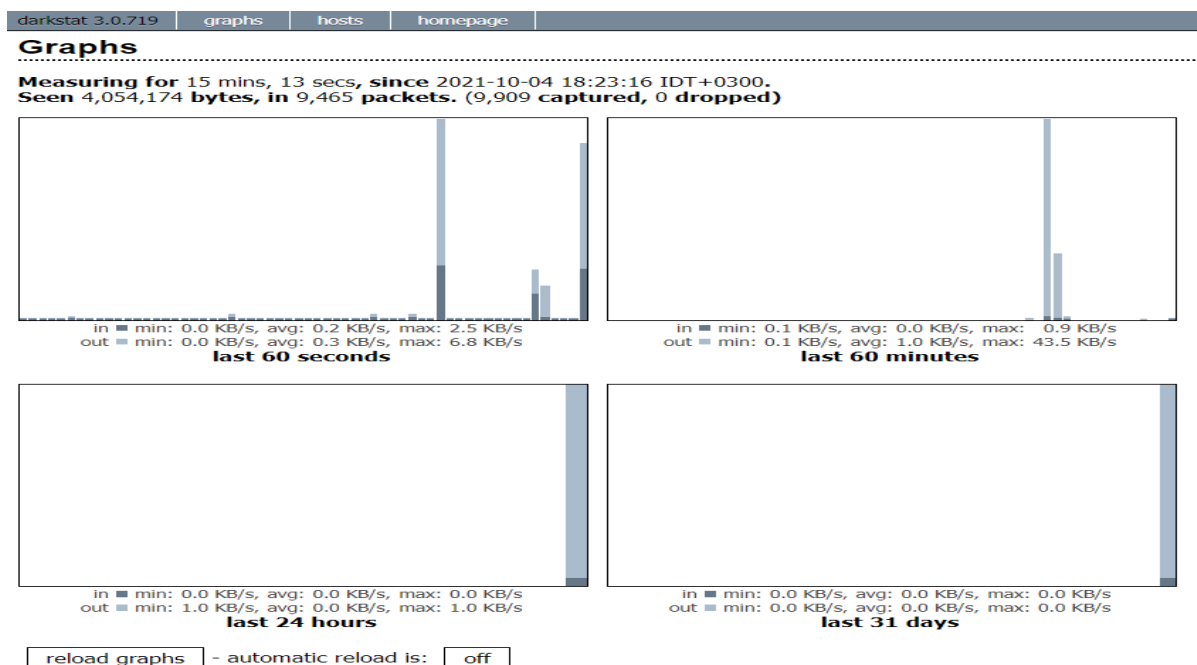 darkstat 3.0.719 graphs hosts homepage
Graphs
Measuring for 15 mins, 13 secs, since 2021-10-04 18:23:16 IDT+0300.
Seen 4,054,174 bytes, in 9,465 packets. (9,909 captured, 0 dropped)
in min: 0.0 KB/s, avg: 0.2 KB/s, max: 2.5 KB/s
out min: 0.0 KB/s, avg: 0.3 KB/s, max: 6.8 KB/s
last 60 seconds
in min: 0.1 KB/s, avg: 0.0 KB/s, max: 0.9 KB/s
out min: 0.1 KB/s, avg: 1.0 KB/s, max: 43.5 KB/s
last 60 minutes
in min: 0.0 KB/s, avg: 0.0 KB/s, max: 0.0 KB/s
out min: 1.0 KB/s, avg: 0.0 KB/s, max: 1.0 KB/s
last 24 hours
in min: 0.0 KB/s, avg: 0.0 KB/s, max: 0.0 KB/s
out min: 0.0 KB/s, avg: 0.0 KB/s, max: 0.0 KB/s
last 31 days
reload graphs - automatic reload is: off